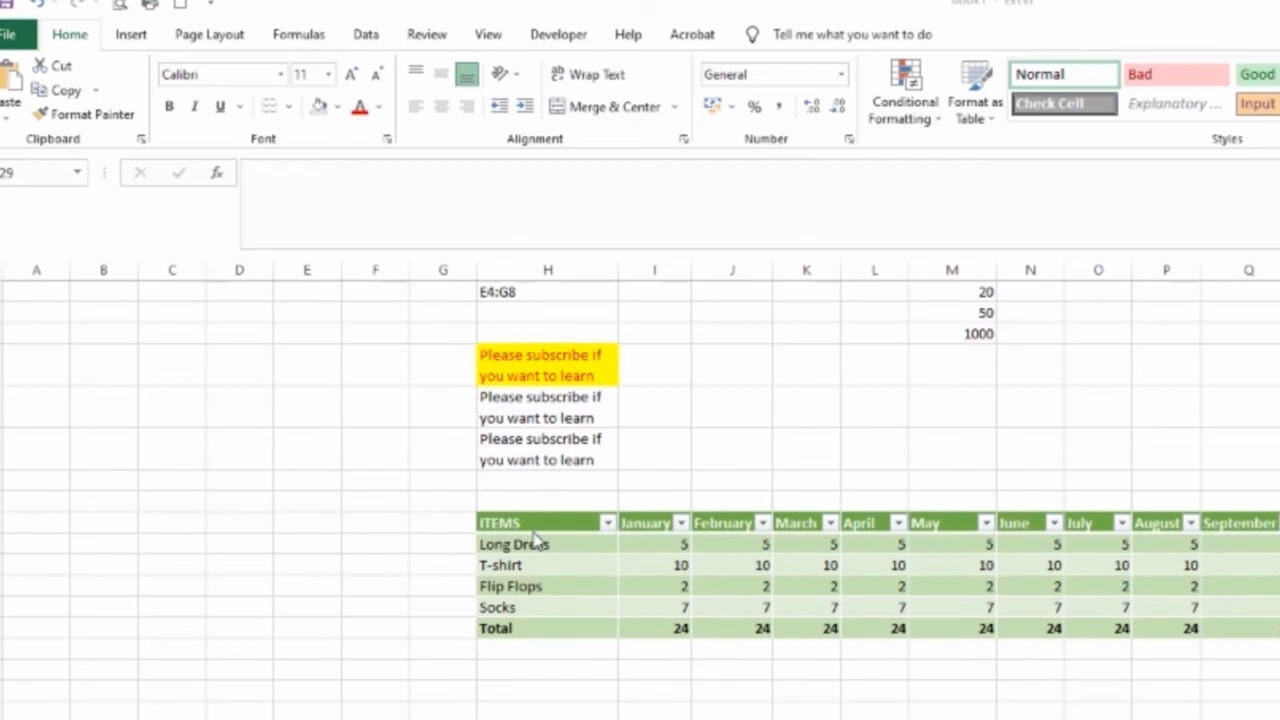 Book1 - Excel
File Home Insert Page Layout Formulas Data Review View Developer Help Acrobat Tell me what you want to do
Cut
Copy
Format Painter
Clipboard
Calibri 11
B I U
Font
Wrap Text
Merge & Center
Alignment
General
Number
Conditional Formatting
Format as Table
Normal Bad Good
Check Cell Explanatory ... Input
Styles
29 fx
A B C D E F G H I J K L M N O P Q
E4:G8 20
50
1000
Please subscribe if
you want to learn
Please subscribe if
you want to learn
Please subscribe if
you want to learn
ITEMS January February March April May June July August September
Long Dress 5 5 5 5 5 5 5 5
T-shirt 10 10 10 10 10 10 10 10
Flip Flops 2 2 2 2 2 2 2 2
Socks 7 7 7 7 7 7 7 7
Total 24 24 24 24 24 24 24 24